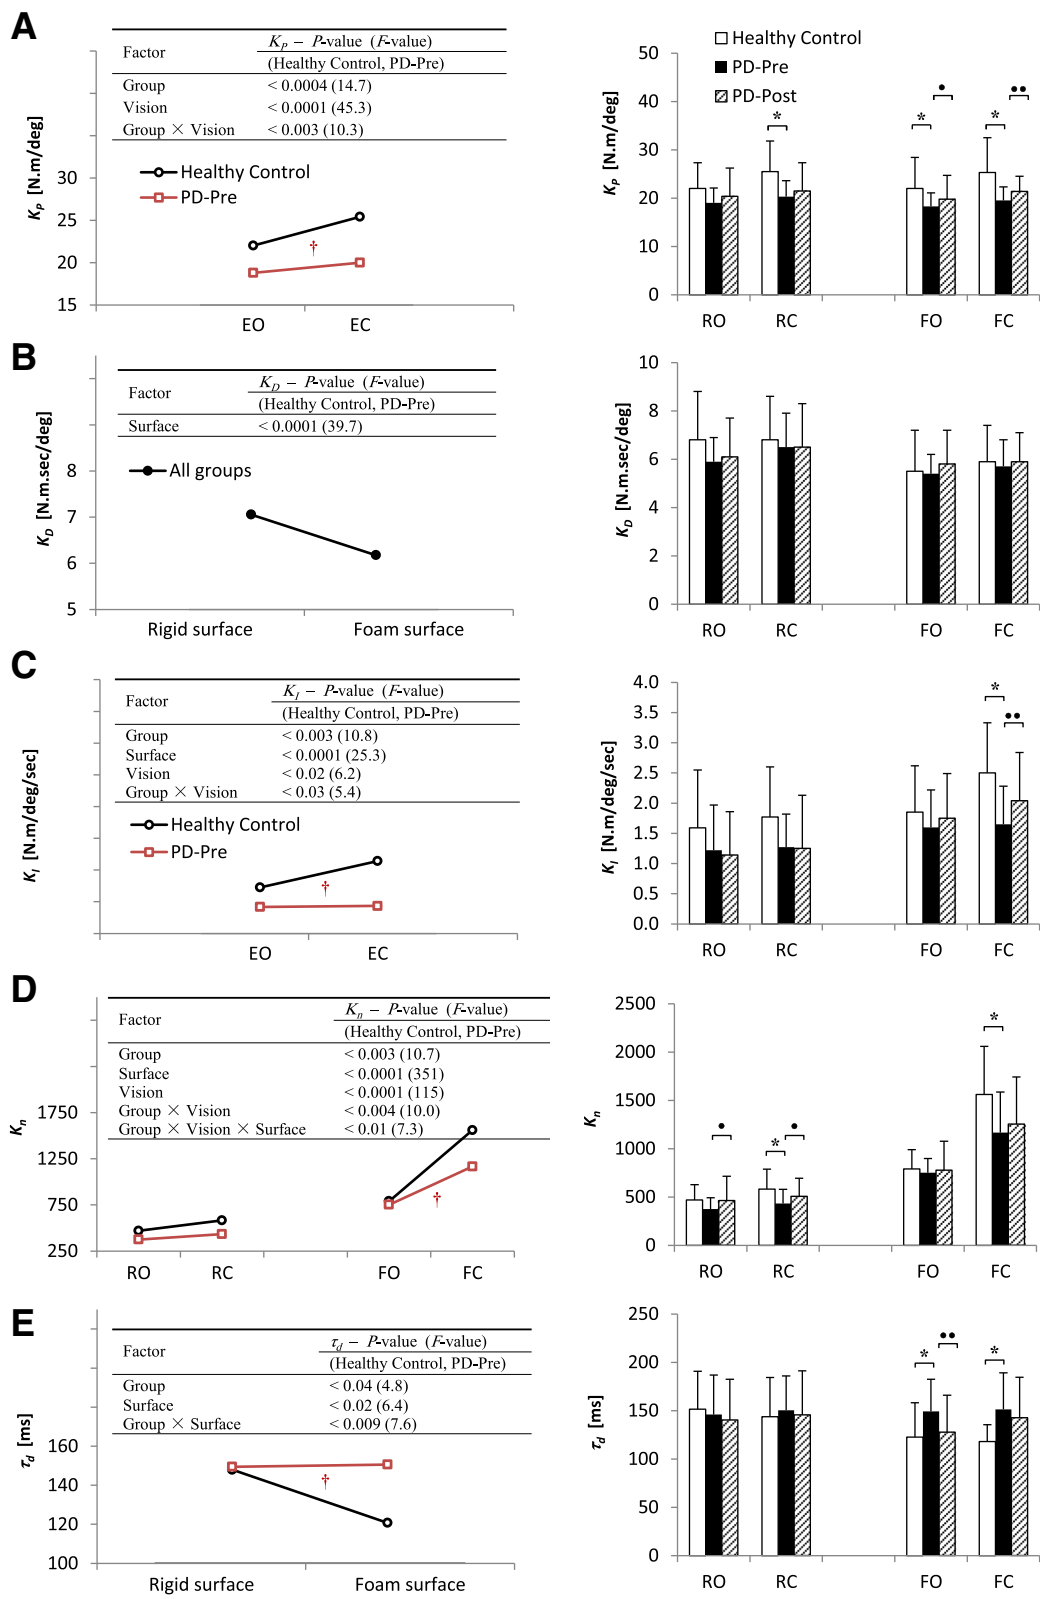 A
Factor
K_P – P-value (F-value)
(Healthy Control, PD-Pre)
Group < 0.0004 (14.7)
Vision < 0.0001 (45.3)
Group × Vision < 0.003 (10.3)
Healthy Control
PD-Pre
K_P [N.m/deg]
30
25
20
15
†
EO EC
Healthy Control
PD-Pre
PD-Post
K_P [N.m/deg]
50
40
30
20
10
0
* * • * ••
RO RC FO FC
B
Factor
K_D – P-value (F-value)
(Healthy Control, PD-Pre)
Surface < 0.0001 (39.7)
All groups
K_D [N.m.sec/deg]
8
7
6
5
Rigid surface Foam surface
K_D [N.m.sec/deg]
10
8
6
4
2
0
RO RC FO FC
C
Factor
K_I – P-value (F-value)
(Healthy Control, PD-Pre)
Group < 0.003 (10.8)
Surface < 0.0001 (25.3)
Vision < 0.02 (6.2)
Group × Vision < 0.03 (5.4)
Healthy Control
PD-Pre
K_I [N.m/deg/sec]
†
EO EC
K_I [N.m/deg/sec]
4.0
3.5
3.0
2.5
2.0
1.5
1.0
0.5
0.0
* ••
RO RC FO FC
D
Factor
K_n – P-value (F-value)
(Healthy Control, PD-Pre)
Group < 0.003 (10.7)
Surface < 0.0001 (351)
Vision < 0.0001 (115)
Group × Vision < 0.004 (10.0)
Group × Vision × Surface < 0.01 (7.3)
K_n
1750
1250
750
250
†
RO RC FO FC
K_n
2500
2000
1500
1000
500
0
• * • *
RO RC FO FC
E
Factor
τ_d – P-value (F-value)
(Healthy Control, PD-Pre)
Group < 0.04 (4.8)
Surface < 0.02 (6.4)
Group × Surface < 0.009 (7.6)
τ_d [ms]
160
140
120
100
†
Rigid surface Foam surface
τ_d [ms]
250
200
150
100
50
0
* •• *
RO RC FO FC